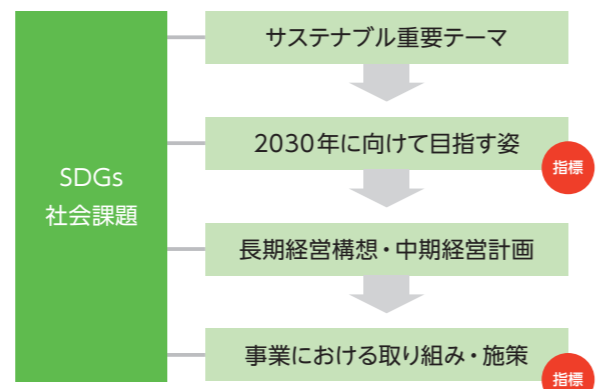 SDGs
社会課題
サステナブル重要テーマ
2030年に向けて目指す姿
指標
長期経営構想・中期経営計画
事業における取り組み・施策
指標